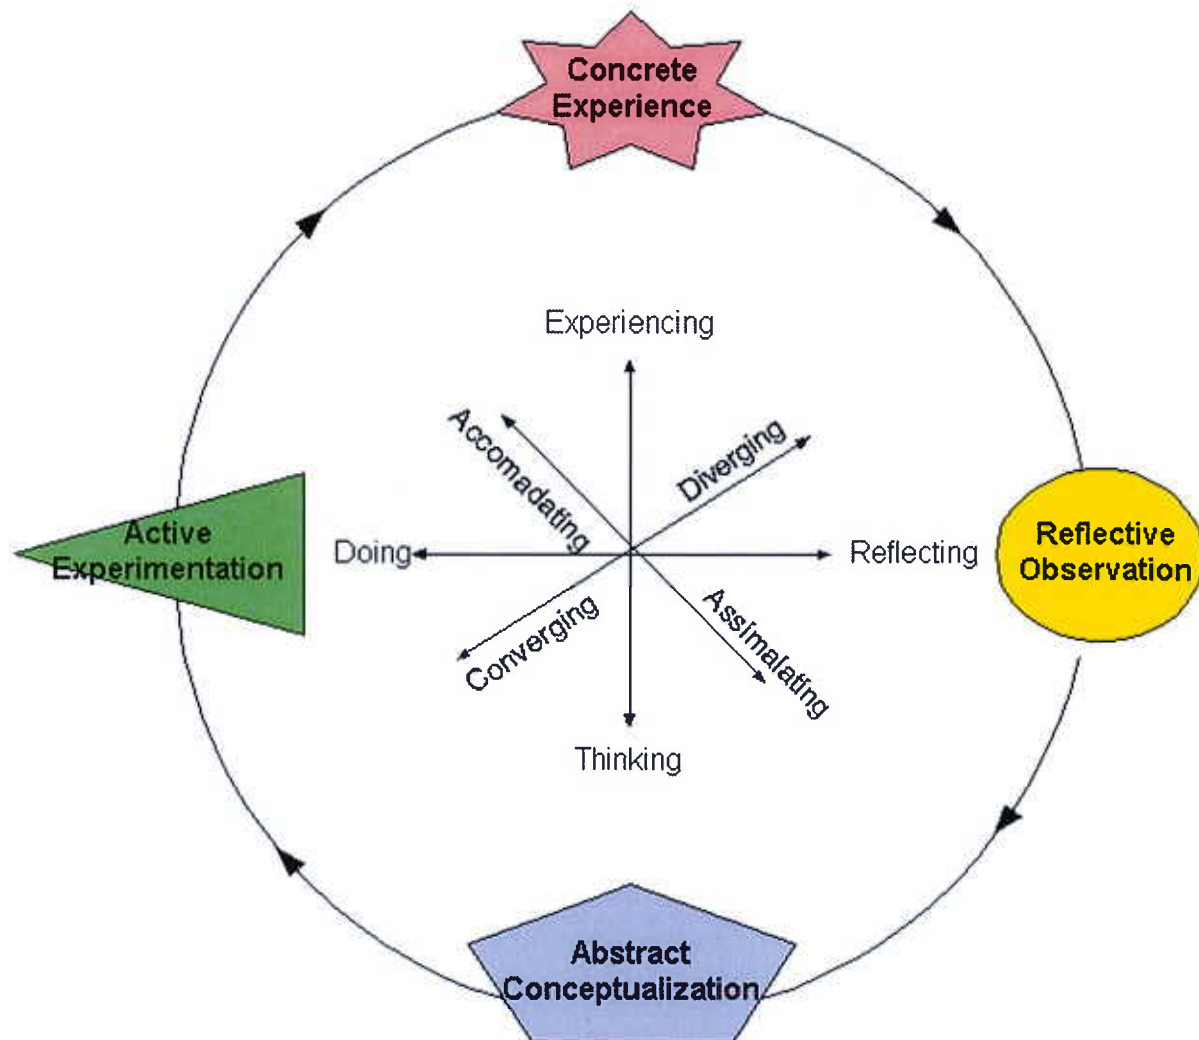 Concrete
Experience
Experiencing
Accomadating
Diverging
Active
Experimentation
Doing
Reflecting
Reflective
Observation
Converging
Assimalating
Thinking
Abstract
Conceptualization